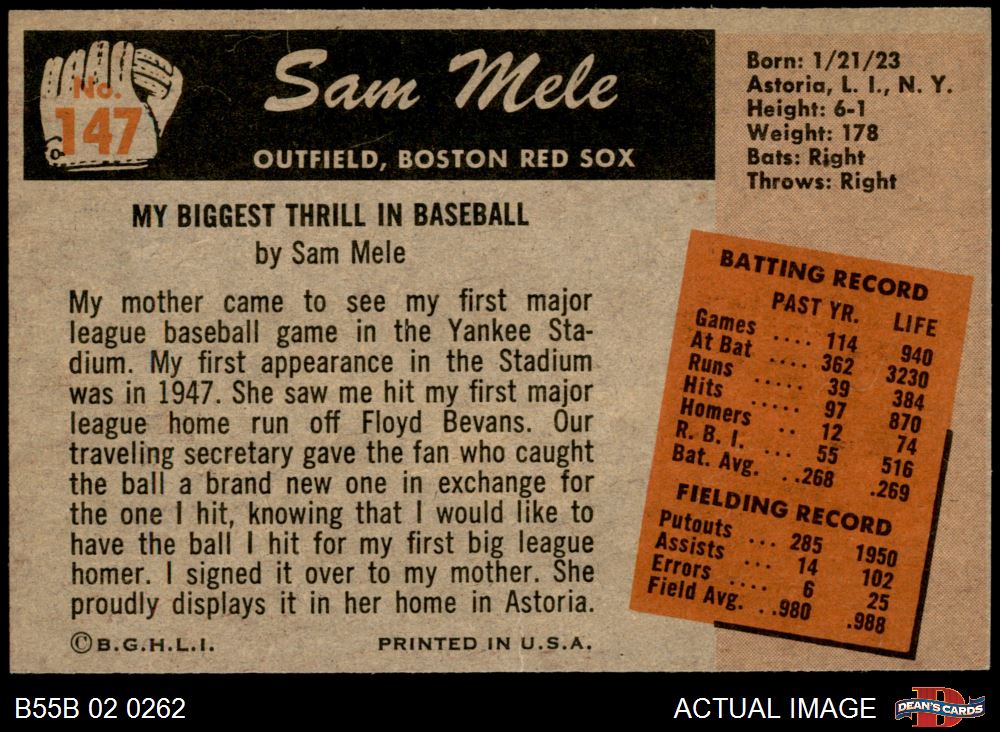 No.
147
Sam Mele
OUTFIELD, BOSTON RED SOX
Born: 1/21/23
Astoria, L. I., N. Y.
Height: 6-1
Weight: 178
Bats: Right
Throws: Right
MY BIGGEST THRILL IN BASEBALL
by Sam Mele
My mother came to see my first major
league baseball game in the Yankee Sta-
dium. My first appearance in the Stadium
was in 1947. She saw me hit my first major
league home run off Floyd Bevans. Our
traveling secretary gave the fan who caught
the ball a brand new one in exchange for
the one I hit, knowing that I would like to
have the ball I hit for my first big league
homer. I signed it over to my mother. She
proudly displays it in her home in Astoria.
©B.G.H.L.I. PRINTED IN U.S.A.
BATTING RECORD
PAST YR. LIFE
Games .... 114 940
At Bat .... 362 3230
Runs ..... 39 384
Hits ..... 97 870
Homers .. 12 74
R. B. I. .... 55 516
Bat. Avg. ..268 .269
FIELDING RECORD
Putouts ... 285 1950
Assists ... 14 102
Errors .... 6 25
Field Avg. ..980 .988
B55B 02 0262
ACTUAL IMAGE
D
DEAN'S CARDS